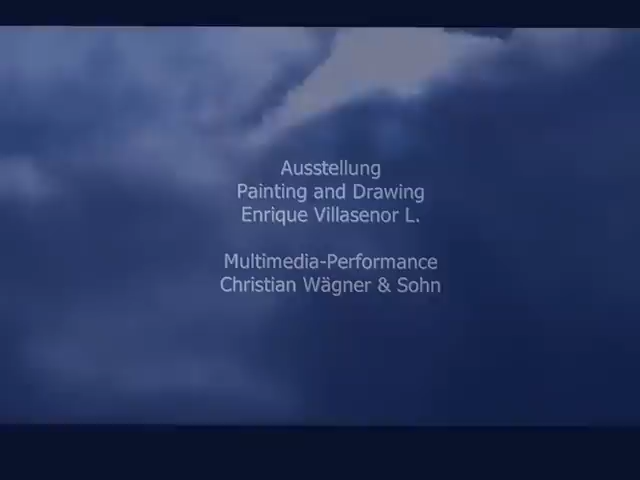 Ausstellung
Painting and Drawing
Enrique Villasenor L.
Multimedia-Performance
Christian Wägner & Sohn